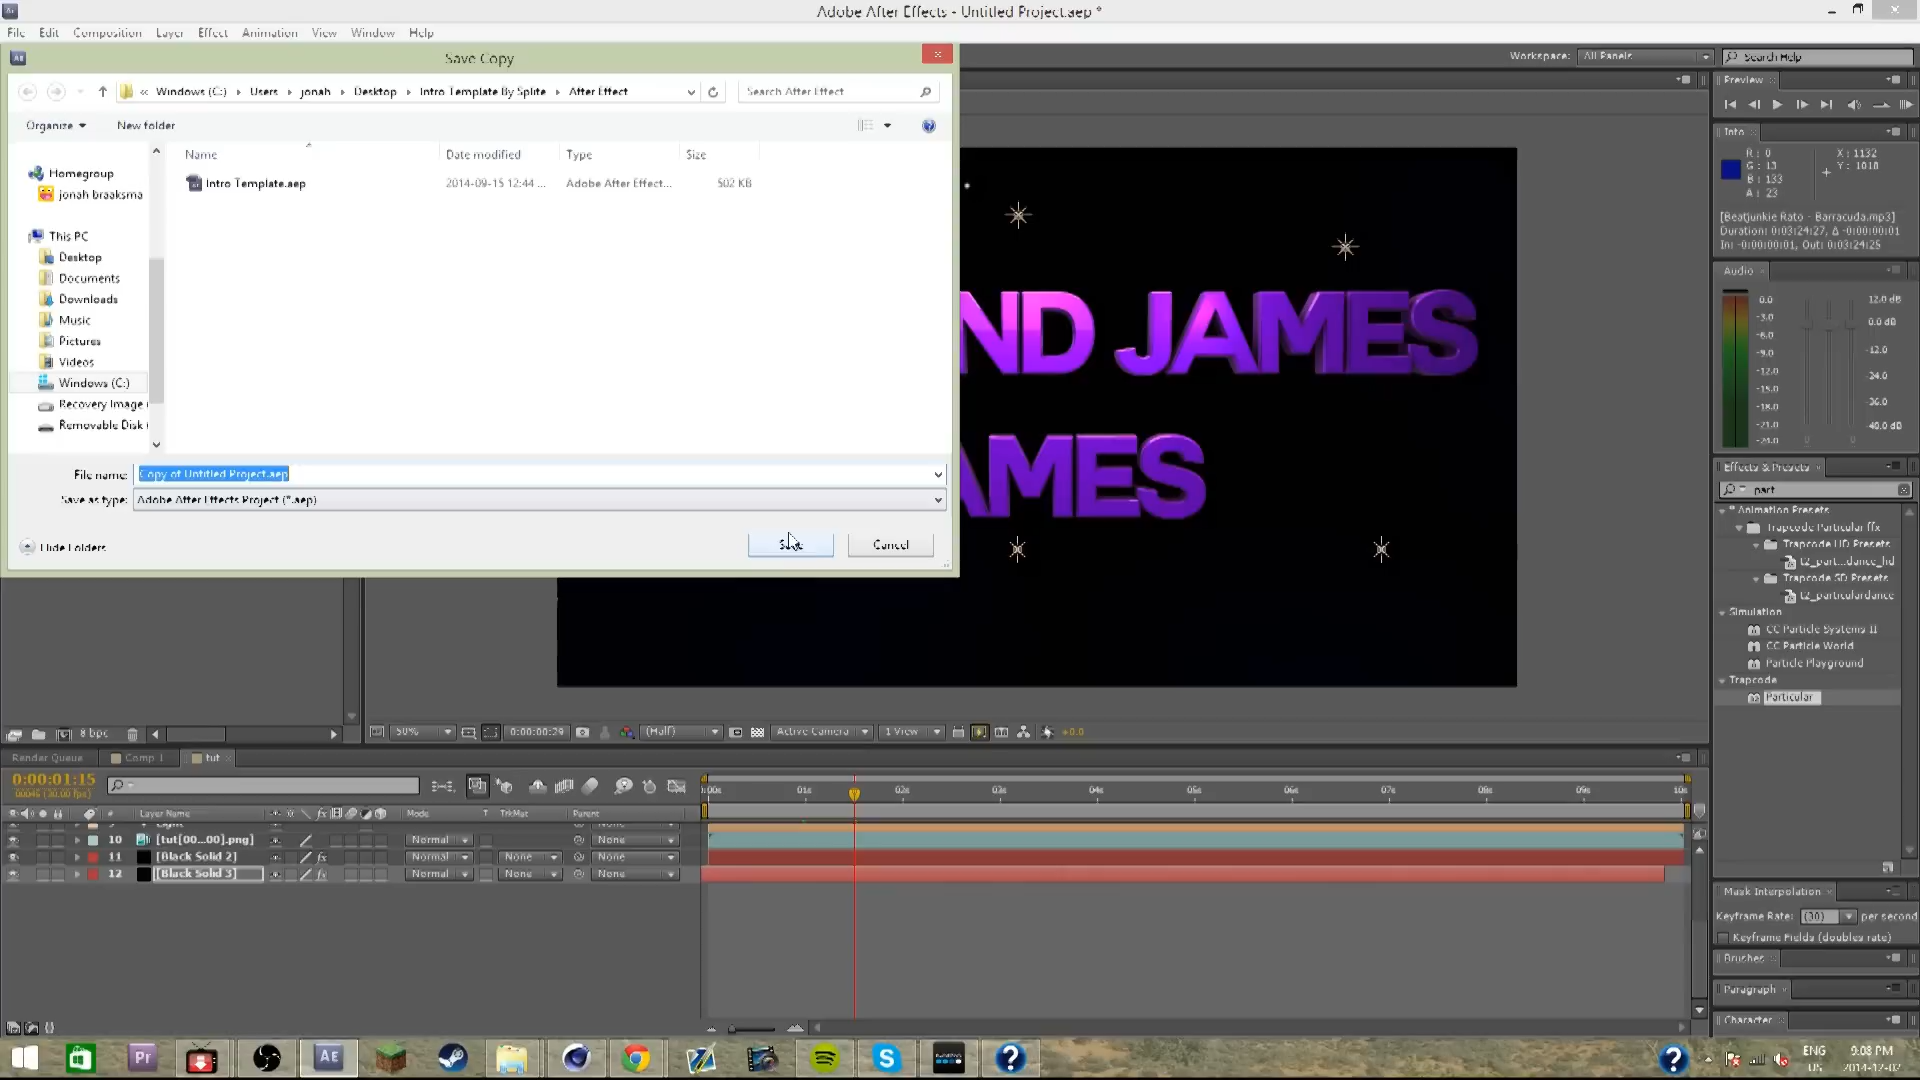 Adobe After Effects - Untitled Project.aep *
File Edit Composition Layer Effect Animation View Window Help
Save Copy
Workspace: All Panels
Search Help
« Windows (C:) Users jonah Desktop Intro Template By Splite After Effect
Search After Effect
Organize New folder
Name Date modified Type Size
Intro Template.aep 2014-09-15 12:44 ... Adobe After Effect... 502 KB
Homegroup
jonah braaksma
This PC
Desktop
Documents
Downloads
Music
Pictures
Videos
Windows (C:)
Recovery Image
Removable Disk
File name: Copy of Untitled Project.aep
Save as type: Adobe After Effects Project (*.aep)
Hide Folders
Cancel
ND JAMES
AMES
Preview
Info
R: 0
G: 13
B: 133
A: 23
X: 1132
Y: 1018
[Beatjunkie Rato - Barracuda.mp3]
Duration: 0:03:24:27, Δ -0:00:00:01
In: -0:00:00:01, Out: 0:03:24:25
Audio
0.0
-3.0
-6.0
-9.0
-12.0
-15.0
-18.0
-21.0
-24.0
12.0 dB
0.0 dB
-12.0
-24.0
-36.0
-48.0 dB
Effects & Presets
part
* Animation Presets
Trapcode Particular ffx
Trapcode HD Presets
t2_part...dance_hd
Trapcode SD Presets
t2_particulardance
Simulation
CC Particle Systems II
CC Particle World
Particle Playground
Trapcode
Particular
8 bpc
50% 0:00:00:29 (Half) Active Camera 1 View +0.0
Render Queue Comp 1 tut
0:00:01:15
00045 (30.00 fps)
:00s 01s 02s 03s 04s 05s 06s 07s 08s 09s 10s
# Layer Name Mode T TrkMat Parent
10 [tut[00...00].png] Normal None
11 [Black Solid 2] Normal None None
12 [Black Solid 3] Normal None None
Mask Interpolation
Keyframe Rate: (30) per second
Keyframe Fields (doubles rate)
Brushes
Paragraph
Character
Pr AE
ENG 9:08 PM
US 2014-12-02